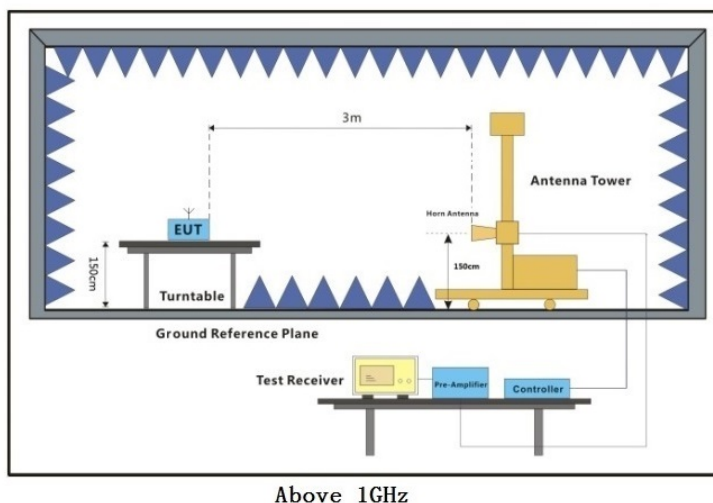 3m
Antenna Tower
Horn Antenna
EUT
150cm
150cm
Turntable
Ground Reference Plane
Test Receiver
Pre-Amplifier
Controller
Above 1GHz